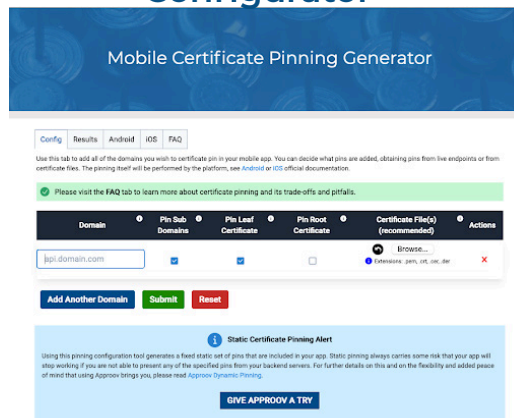 Configurator
Mobile Certificate Pinning Generator
Config Results Android iOS FAQ
Use this tab to add all of the domains you wish to certificate pin in your mobile app. You can decide what pins are added, obtaining pins from live endpoints or from
certificate files. The pinning itself will be performed by the platform, see Android or iOS official documentation.
Please visit the FAQ tab to learn more about certificate pinning and its trade-offs and pitfalls.
Domain Pin Sub Domains Pin Leaf Certificate Pin Root Certificate Certificate File(s) (recommended) Actions
api.domain.com Browse...
Extensions: .pem, .crt, .cer, .der
Add Another Domain Submit Reset
Static Certificate Pinning Alert
Using this pinning configuration tool generates a fixed static set of pins that are included in your app. Static pinning always carries some risk that your app will
stop working if you are not able to present any of the specified pins from your backend servers. For further details on this and on the flexibility and added peace
of mind that using Approov brings you, please read Approov Dynamic Pinning.
GIVE APPROOV A TRY